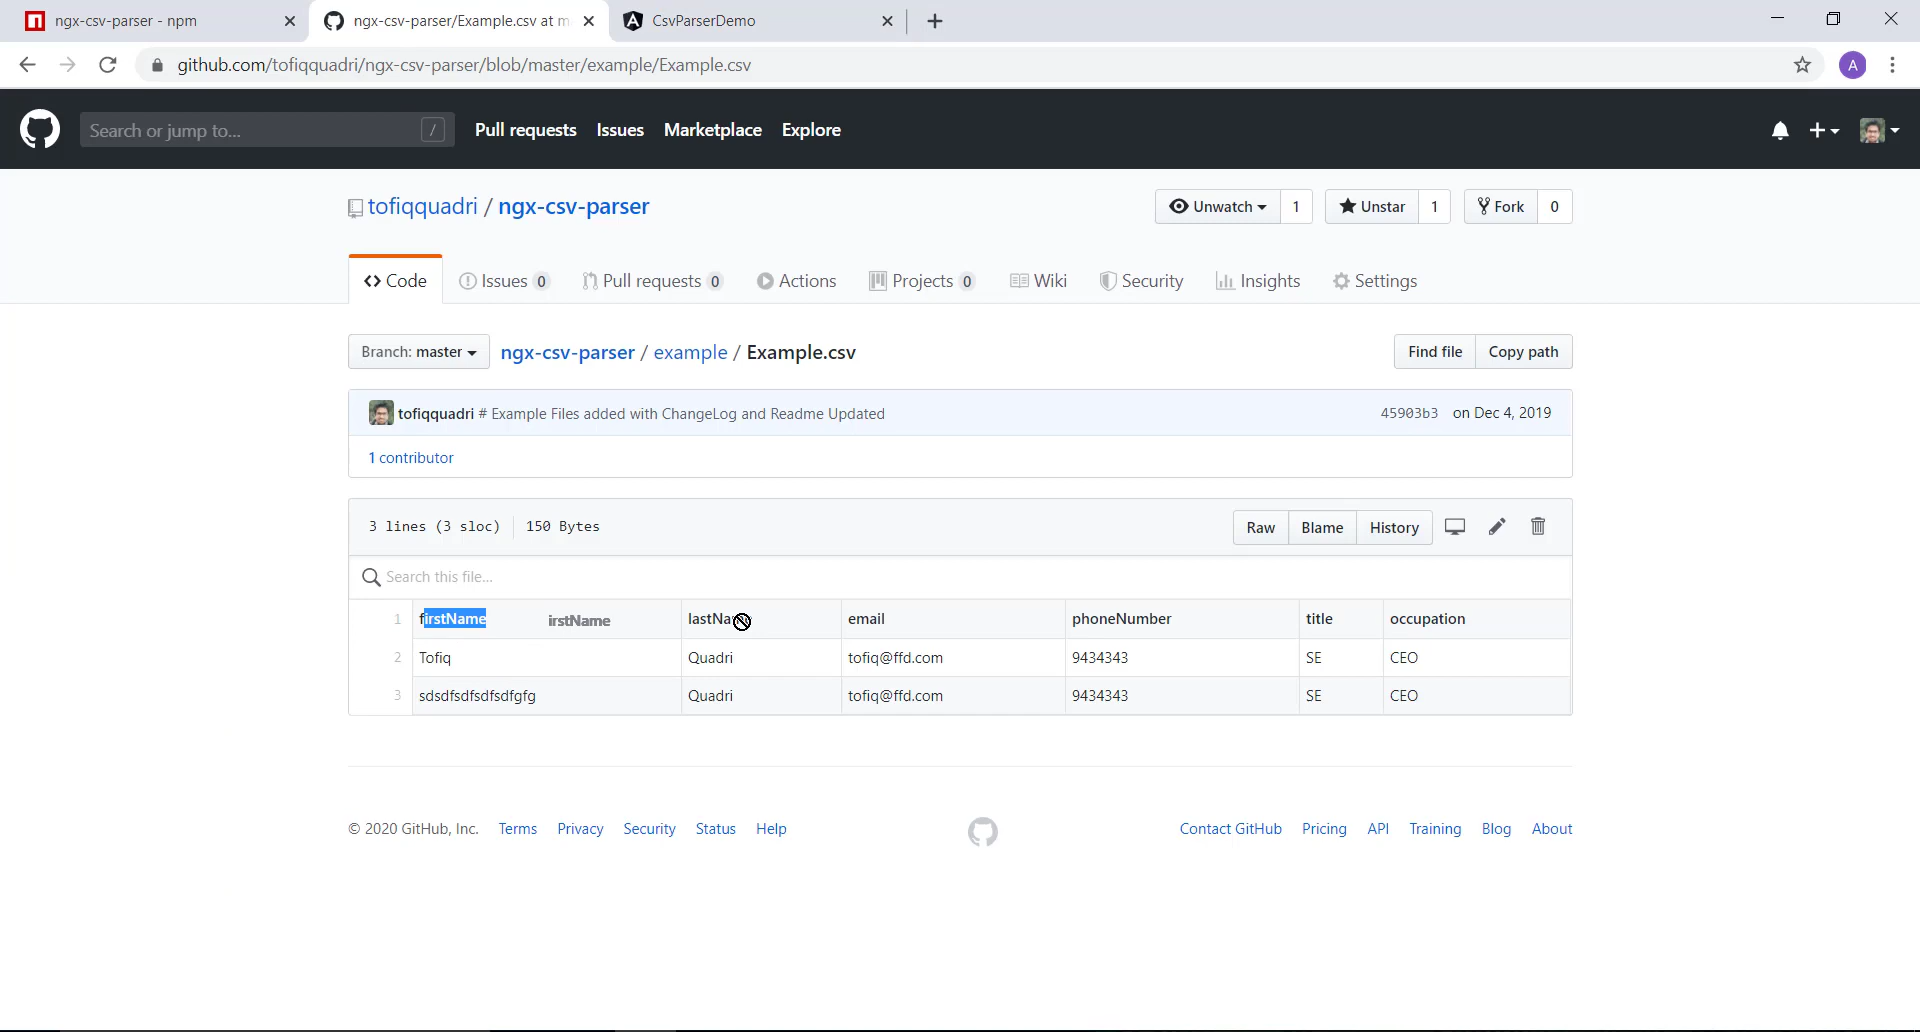 ngx-csv-parser - npm
ngx-csv-parser/Example.csv at m
CsvParserDemo
github.com/tofiqquadri/ngx-csv-parser/blob/master/example/Example.csv
A
Search or jump to... /
Pull requests Issues Marketplace Explore
tofiqquadri / ngx-csv-parser
Unwatch 1 Unstar 1 Fork 0
Code Issues 0 Pull requests 0 Actions Projects 0 Wiki Security Insights Settings
Branch: master ngx-csv-parser / example / Example.csv Find file Copy path
tofiqquadri # Example Files added with ChangeLog and Readme Updated 45903b3 on Dec 4, 2019
1 contributor
3 lines (3 sloc) 150 Bytes Raw Blame History
Search this file...
1 firstName irstName lastName email phoneNumber title occupation
2 Tofiq Quadri tofiq@ffd.com 9434343 SE CEO
3 sdsdfsdfsdfsdfgfg Quadri tofiq@ffd.com 9434343 SE CEO
© 2020 GitHub, Inc. Terms Privacy Security Status Help Contact GitHub Pricing API Training Blog About